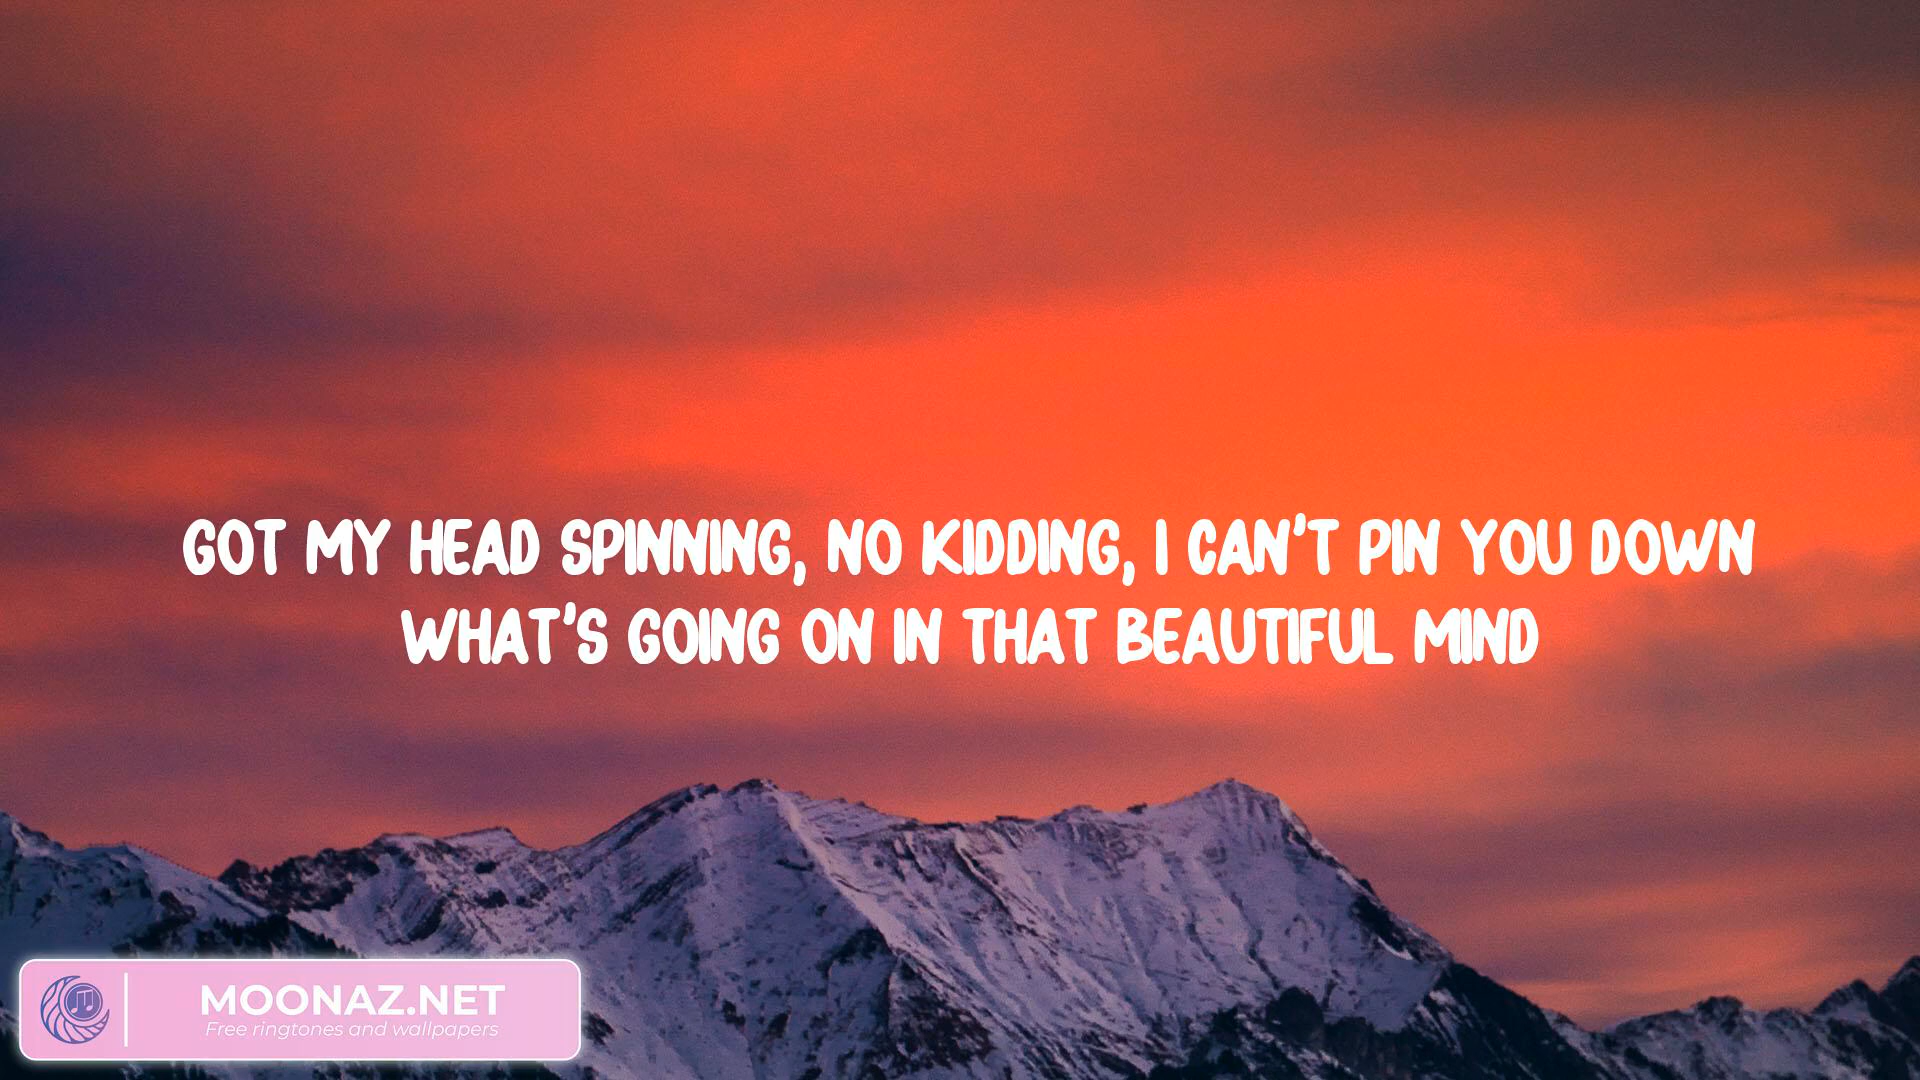 GOT MY HEAD SPINNING, NO KIDDING, I CAN'T PIN YOU DOWN
WHAT'S GOING ON IN THAT BEAUTIFUL MIND
MOONAZ.NET
Free ringtones and wallpapers